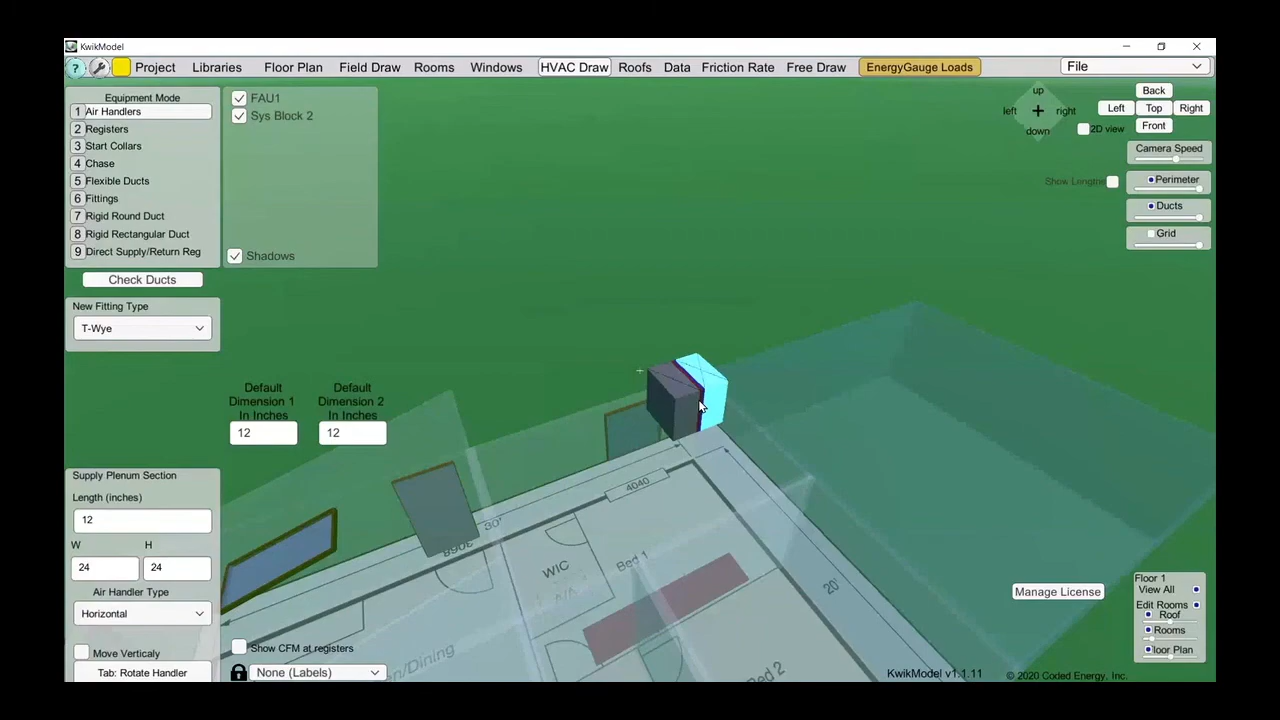 KwikModel
? Project Libraries Floor Plan Field Draw Rooms Windows HVAC Draw Roofs Data Friction Rate Free Draw EnergyGauge Loads File
Equipment Mode
1 Air Handlers
2 Registers
3 Start Collars
4 Chase
5 Flexible Ducts
6 Fittings
7 Rigid Round Duct
8 Rigid Rectangular Duct
9 Direct Supply/Return Reg
Check Ducts
New Fitting Type
T-Wye
FAU1
Sys Block 2
Shadows
Default Dimension 1 In Inches
12
Default Dimension 2 In Inches
12
Supply Plenum Section
Length (inches)
12
W H
24 24
Air Handler Type
Horizontal
Move Verticaly
Tab: Rotate Handler
Show CFM at registers
None (Labels)
up
left right
down
Back
Left Top Right
Front
2D view
Camera Speed
Show Lengths
Perimeter
Ducts
Grid
4040
30'
3068
WIC
Bed 1
20'
Bed 2
Manage License
Floor 1
View All
Edit Rooms
Roof
Rooms
Floor Plan
KwikModel v1.1.11
© 2020 Coded Energy, Inc.